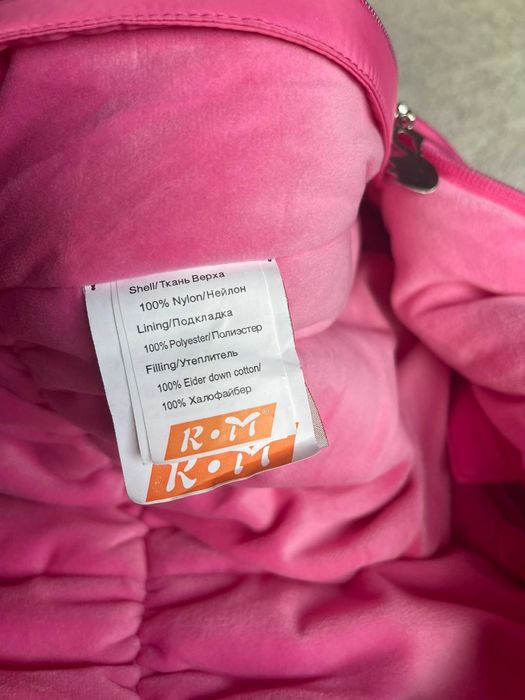 Shell/Ткань Верха
100% Nylon/Нейлон
Lining/Подкладка
100% Polyester/Полиэстер
Filling/Утеплитель
100% Eider down cotton/
100% Халофайбер
R•M®
R•M